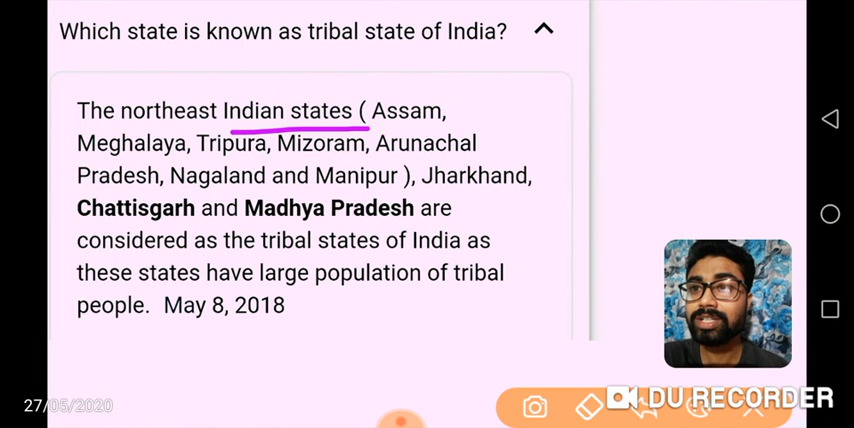 Which state is known as tribal state of India?
The northeast Indian states ( Assam,
Meghalaya, Tripura, Mizoram, Arunachal
Pradesh, Nagaland and Manipur ), Jharkhand,
Chattisgarh and Madhya Pradesh are
considered as the tribal states of India as
these states have large population of tribal
people. May 8, 2018
27/05/2020
DU RECORDER